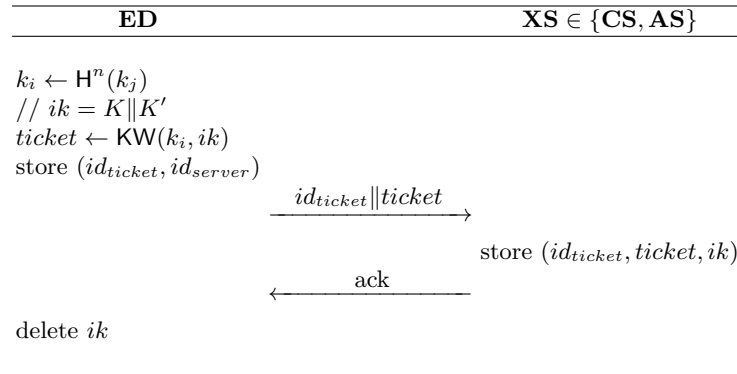 ED XS ∈ {CS, AS}
k_i ← H^n(k_j)
// ik = K‖K′
ticket ← KW(k_i, ik)
store (id_ticket, id_server)
id_ticket‖ticket
store (id_ticket, ticket, ik)
ack
delete ik